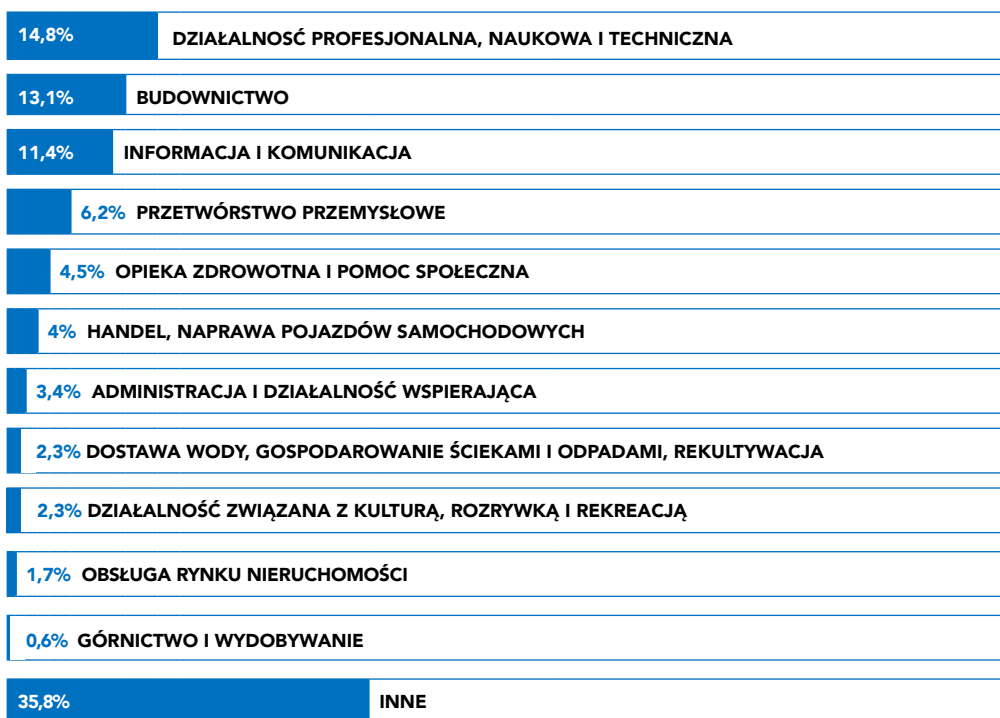 14,8% DZIAŁALNOSĆ PROFESJONALNA, NAUKOWA I TECHNICZNA
13,1% BUDOWNICTWO
11,4% INFORMACJA I KOMUNIKACJA
6,2% PRZETWÓRSTWO PRZEMYSŁOWE
4,5% OPIEKA ZDROWOTNA I POMOC SPOŁECZNA
4% HANDEL, NAPRAWA POJAZDÓW SAMOCHODOWYCH
3,4% ADMINISTRACJA I DZIAŁALNOŚĆ WSPIERAJĄCA
2,3% DOSTAWA WODY, GOSPODAROWANIE ŚCIEKAMI I ODPADAMI, REKULTYWACJA
2,3% DZIAŁALNOŚĆ ZWIĄZANA Z KULTURĄ, ROZRYWKĄ I REKREACJĄ
1,7% OBSŁUGA RYNKU NIERUCHOMOŚCI
0,6% GÓRNICTWO I WYDOBYWANIE
35,8% INNE